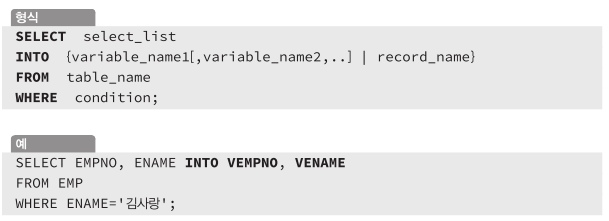 형식
SELECT select_list
INTO {variable_name1[,variable_name2,..] | record_name}
FROM table_name
WHERE condition;
예
SELECT EMPNO, ENAME INTO VEMPNO, VENAME
FROM EMP
WHERE ENAME='김사랑';